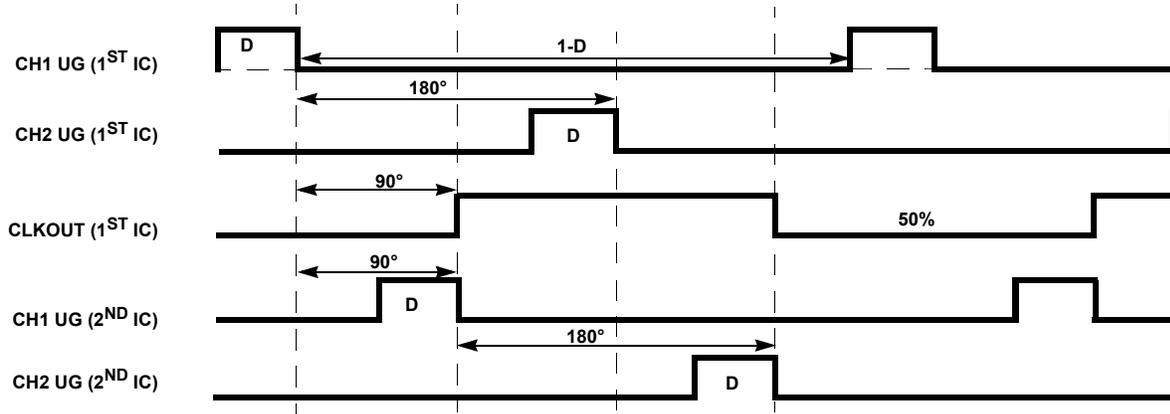 CH1 UG (1ST IC)
D
1-D
180°
CH2 UG (1ST IC)
D
90°
CLKOUT (1ST IC)
50%
90°
CH1 UG (2ND IC)
D
180°
CH2 UG (2ND IC)
D